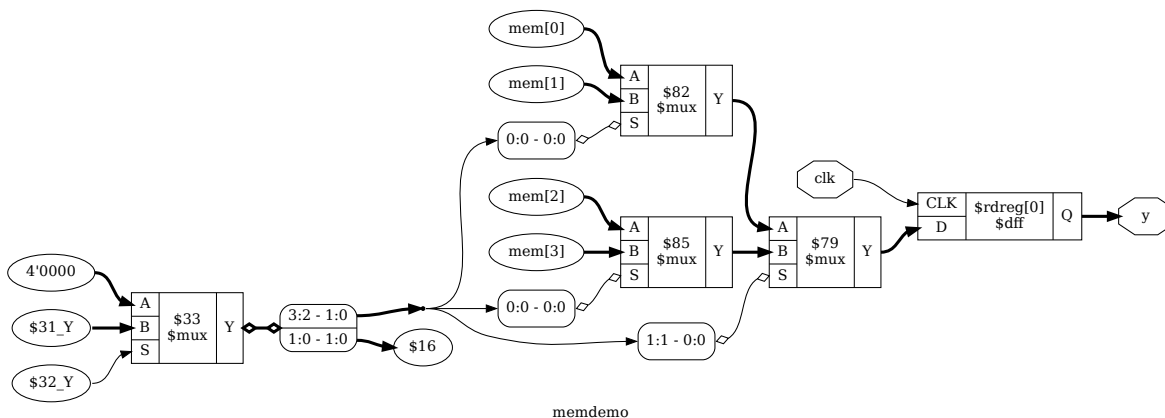 mem[0]
mem[1]
A
B
S
$82
$mux
Y
0:0 - 0:0
mem[2]
mem[3]
A
B
S
$85
$mux
Y
0:0 - 0:0
clk
A
B
S
$79
$mux
Y
1:1 - 0:0
CLK
D
$rdreg[0]
$dff
Q
y
4'0000
$31_Y
$32_Y
A
B
S
$33
$mux
Y
3:2 - 1:0
1:0 - 1:0
$16
memdemo